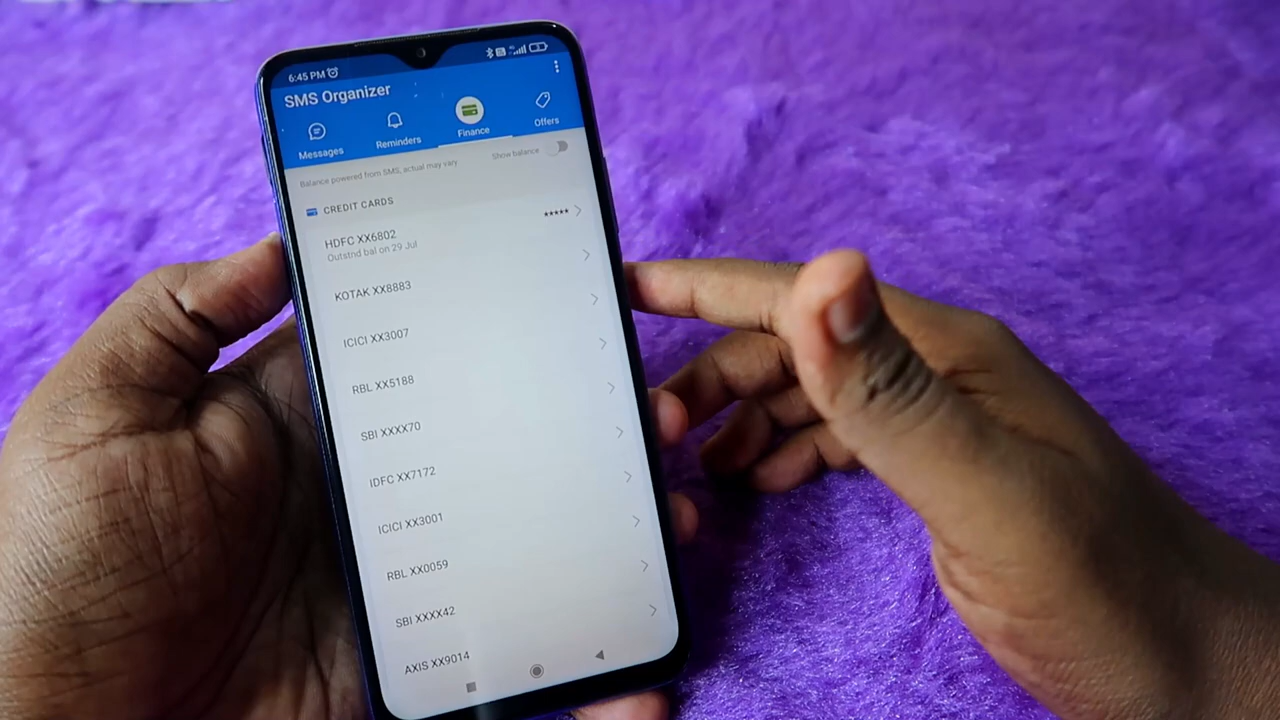 6:45 PM
SMS Organizer
Messages
Reminders
Finance
Offers
Balance powered from SMS, actual may vary
Show balance
CREDIT CARDS
HDFC XX6802
*****
Outstnd bal on 29 Jul
KOTAK XX8883
ICICI XX3007
RBL XX5188
SBI XXXX70
IDFC XX7172
ICICI XX3001
RBL XX0059
SBI XXXX42
AXIS XX9014